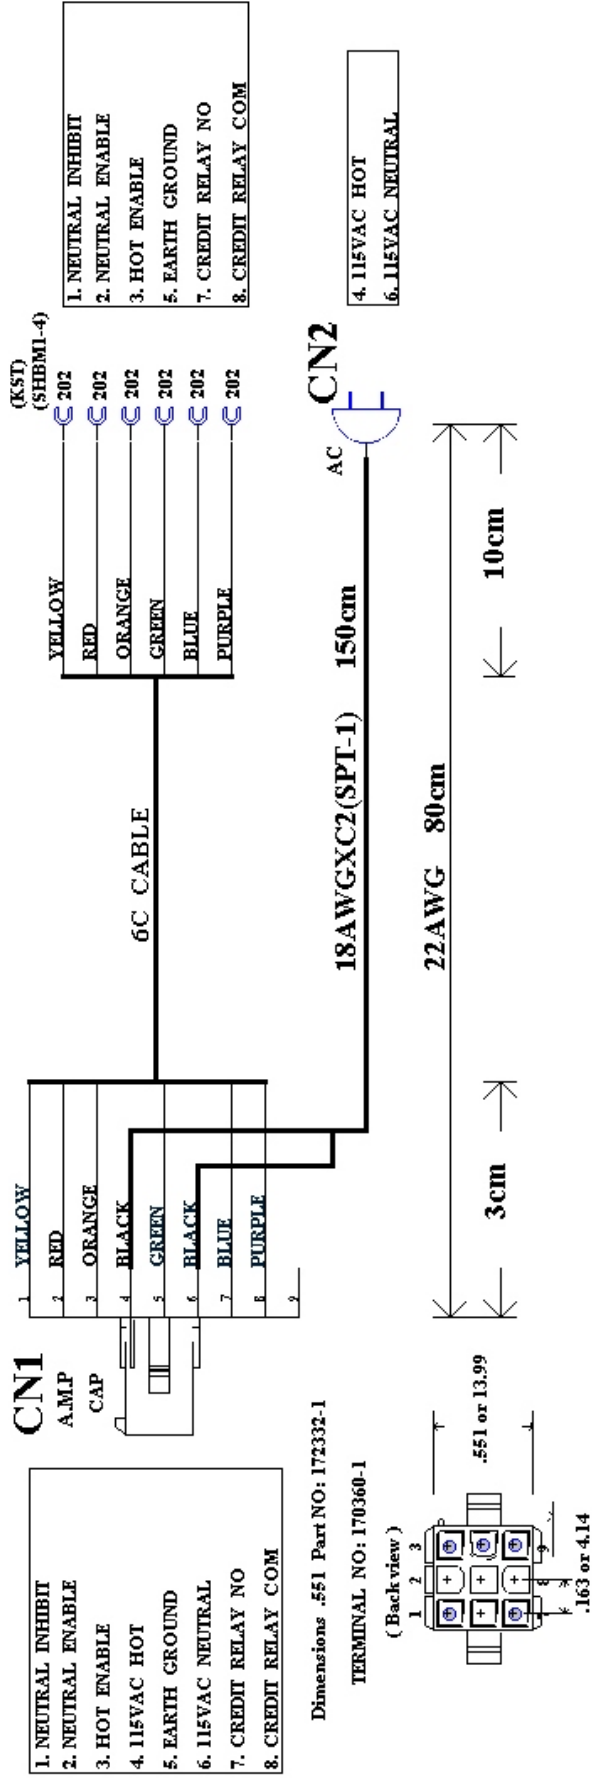 1. NEUTRAL INHIBIT
2. NEUTRAL ENABLE
3. HOT ENABLE
4. 115VAC HOT
5. EARTH GROUND
6. 115VAC NEUTRAL
7. CREDIT RELAY NO
8. CREDIT RELAY COM
CN1
A.M.P
CAP
1 YELLOW
2 RED
3 ORANGE
4 BLACK
5 GREEN
6 BLACK
7 BLUE
8 PURPLE
9
6C CABLE
YELLOW
RED
ORANGE
GREEN
BLUE
PURPLE
(KST)
(SHBM1-4)
202
202
202
202
202
202
1. NEUTRAL INHIBIT
2. NEUTRAL ENABLE
3. HOT ENABLE
5. EARTH GROUND
7. CREDIT RELAY NO
8. CREDIT RELAY COM
18AWGXC2(SPT-1) 150cm
AC
CN2
4. 115VAC HOT
6. 115VAC NEUTRAL
22AWG 80cm
3cm
10cm
Dimensions .551 Part NO: 172332-1
TERMINAL NO: 170360-1
( Back view )
1 2 3
8 9
.551 or 13.99
.163 or 4.14